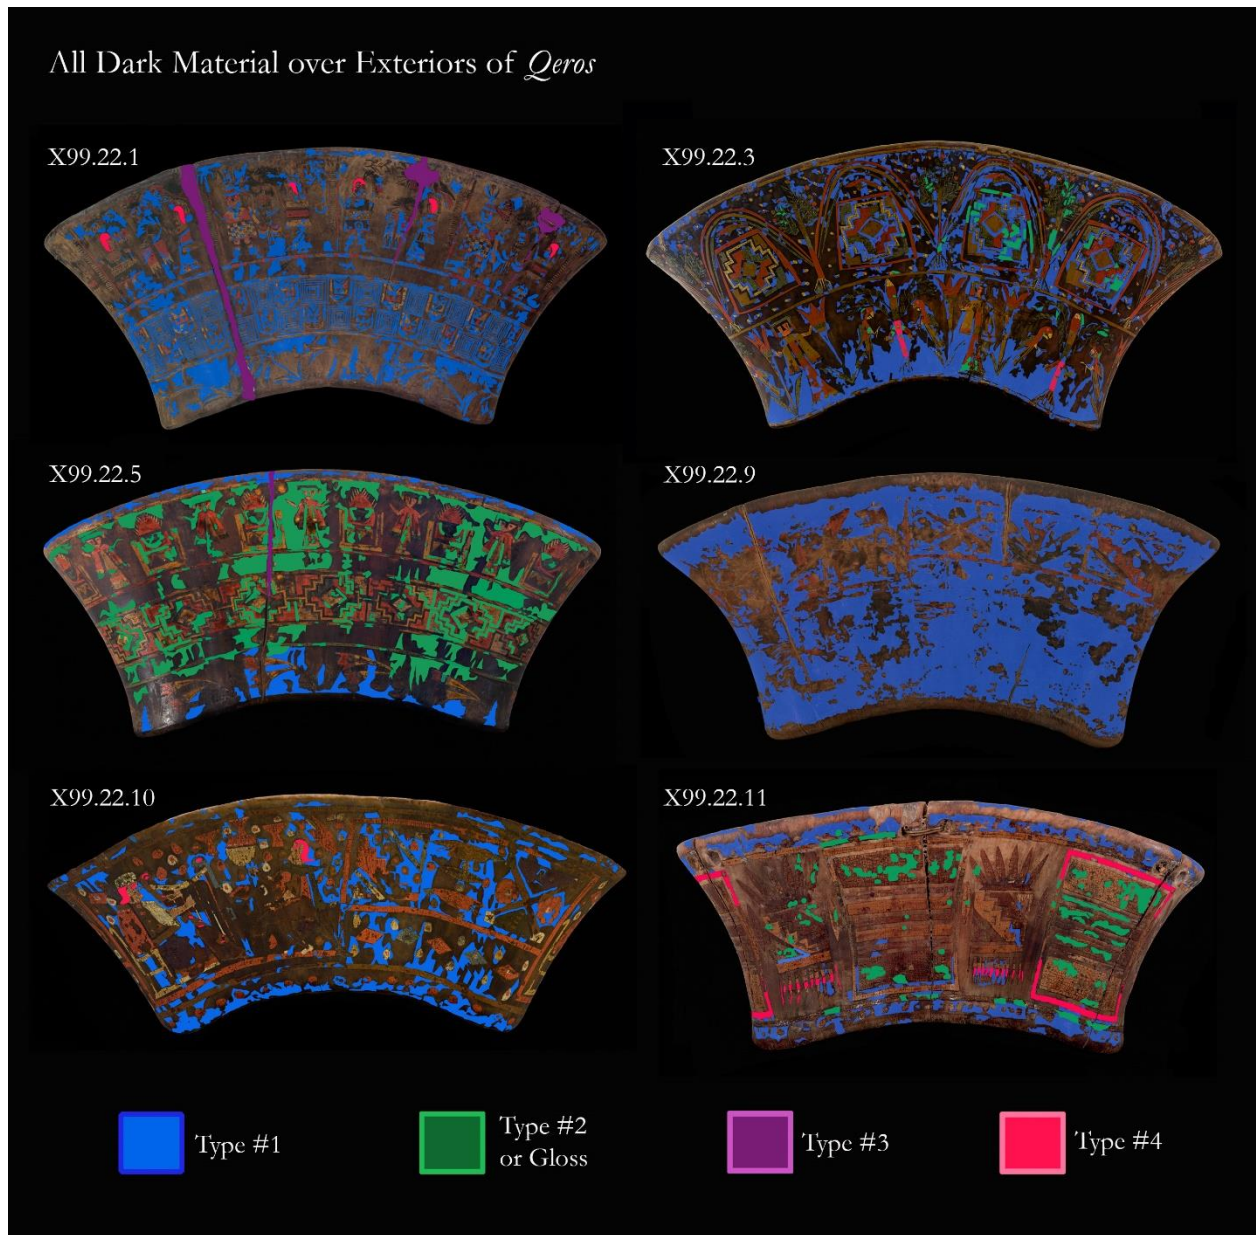 All Dark Material over Exteriors of Qeros
X99.22.1
X99.22.3
X99.22.5
X99.22.9
X99.22.10
X99.22.11
Type #1
Type #2
or Gloss
Type #3
Type #4